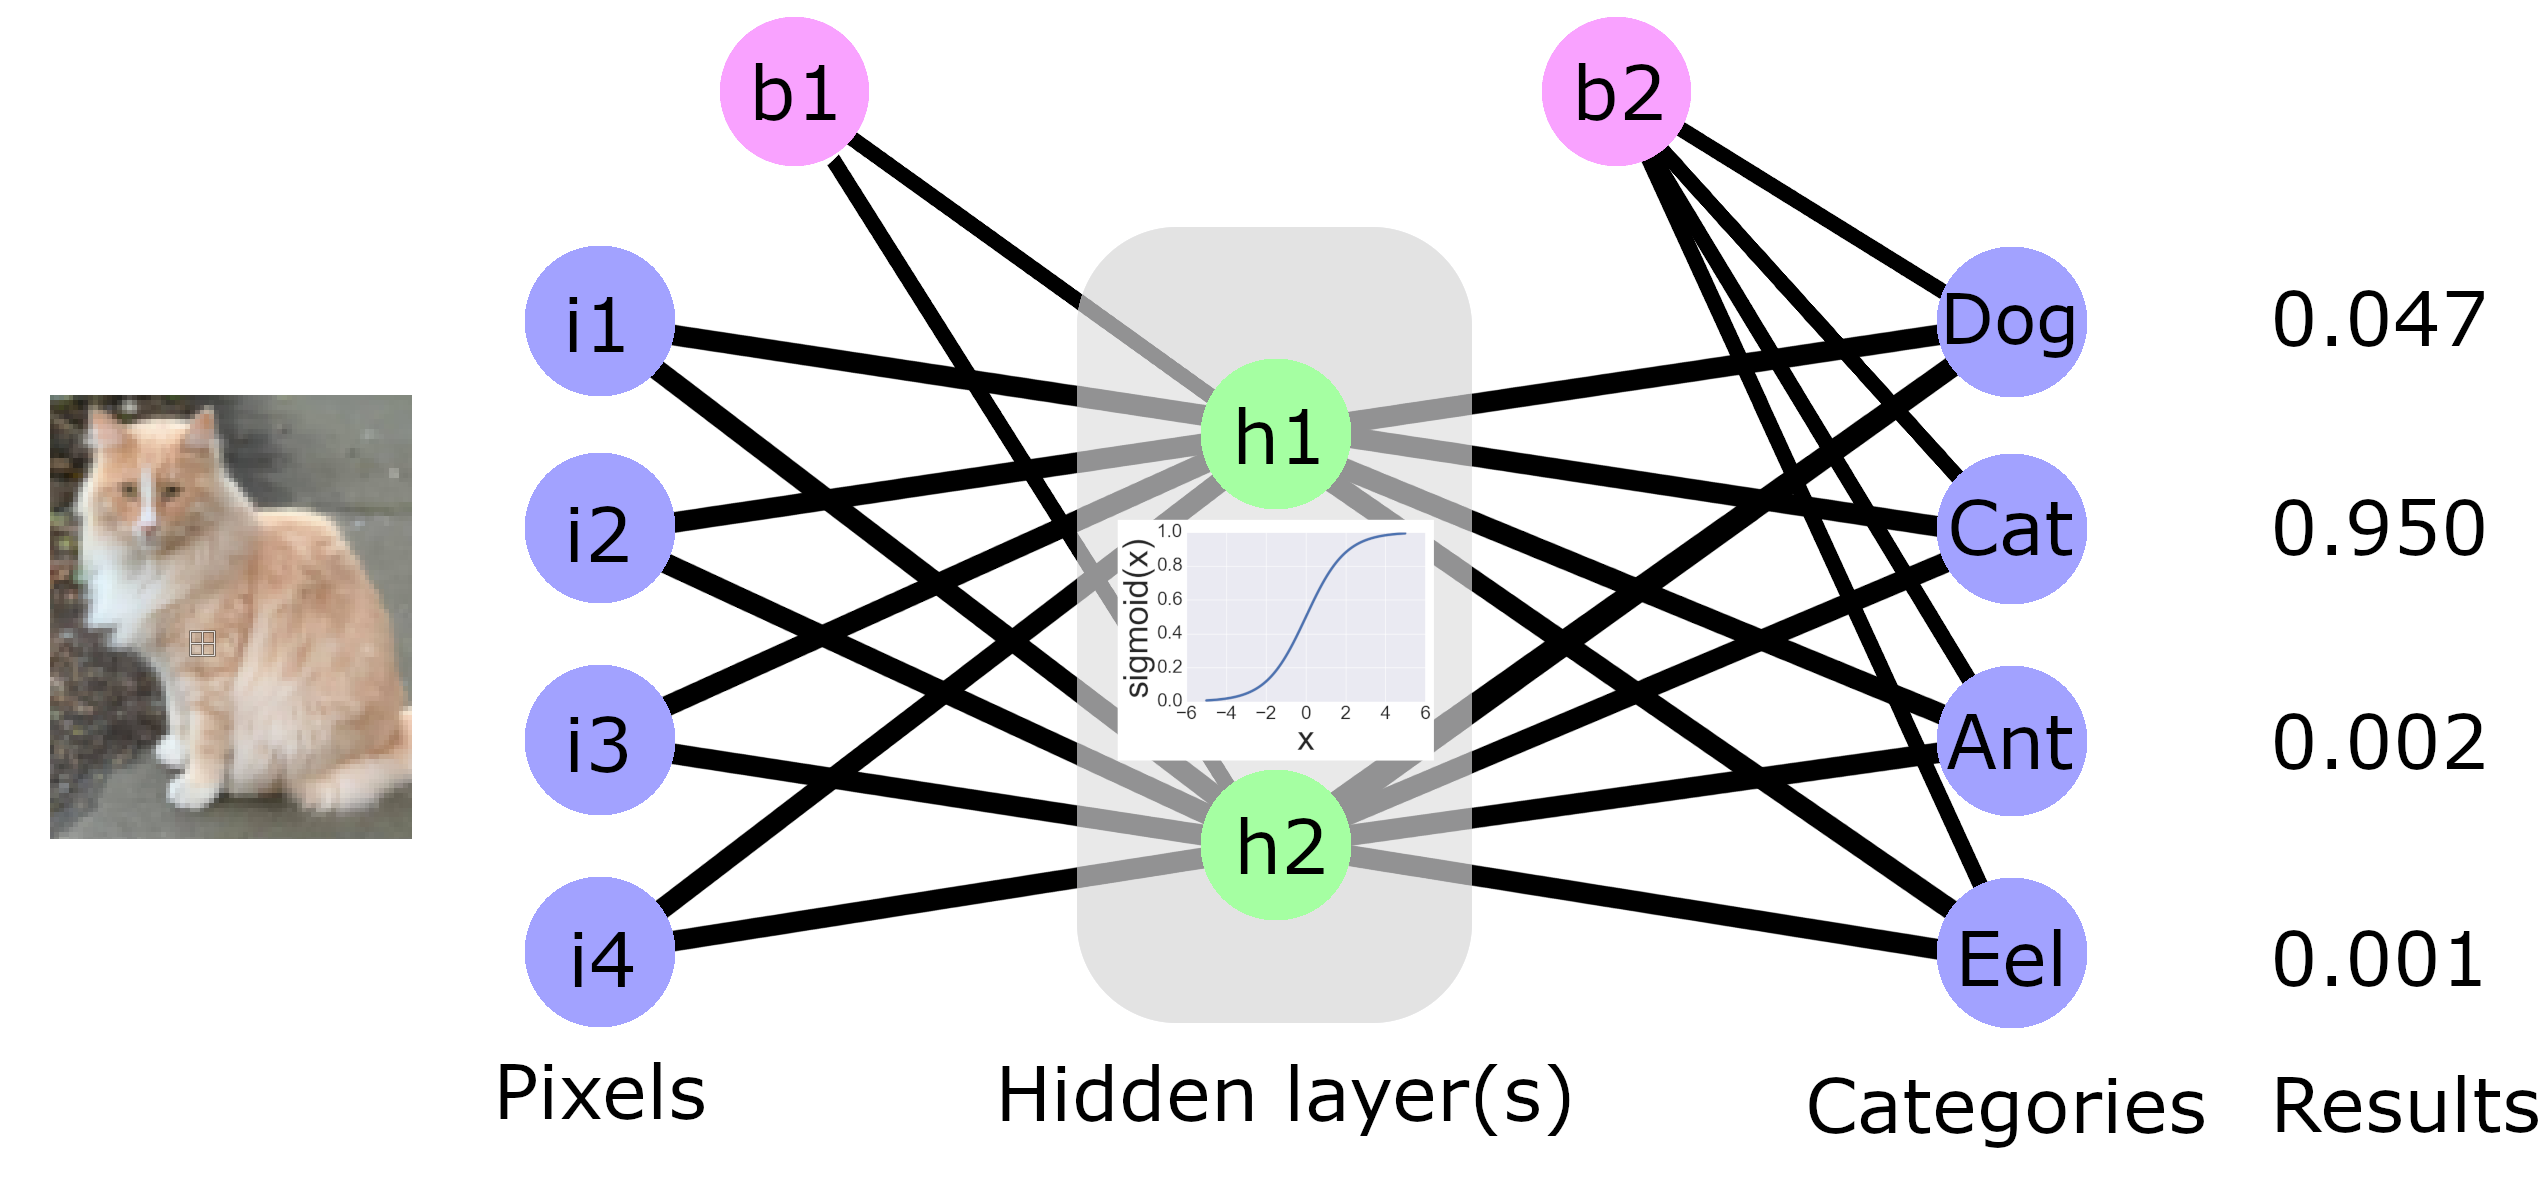 b1
b2
i1
i2
i3
i4
h1
sigmoid(x)
1.0
0.8
0.6
0.4
0.2
0.0
−6 −4 −2 0 2 4 6
x
h2
Dog 0.047
Cat 0.950
Ant 0.002
Eel 0.001
Pixels Hidden layer(s) Categories Results